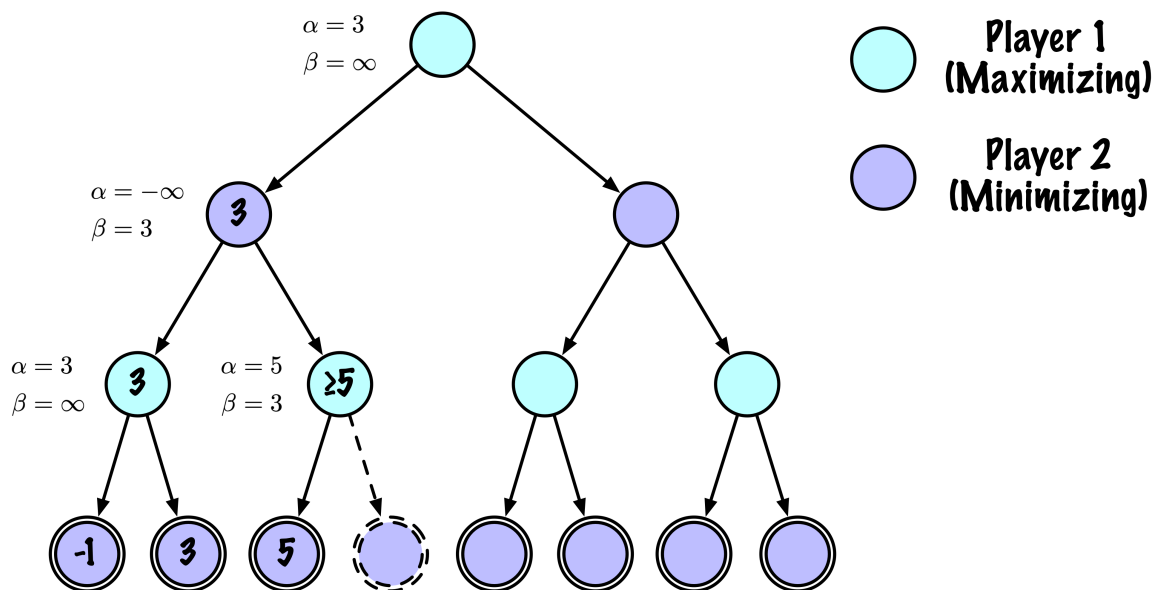 α = 3
β = ∞
Player 1
(Maximizing)
Player 2
(Minimizing)
α = −∞
β = 3
3
α = 3
β = ∞
3
α = 5
β = 3
≥5
-1
3
5